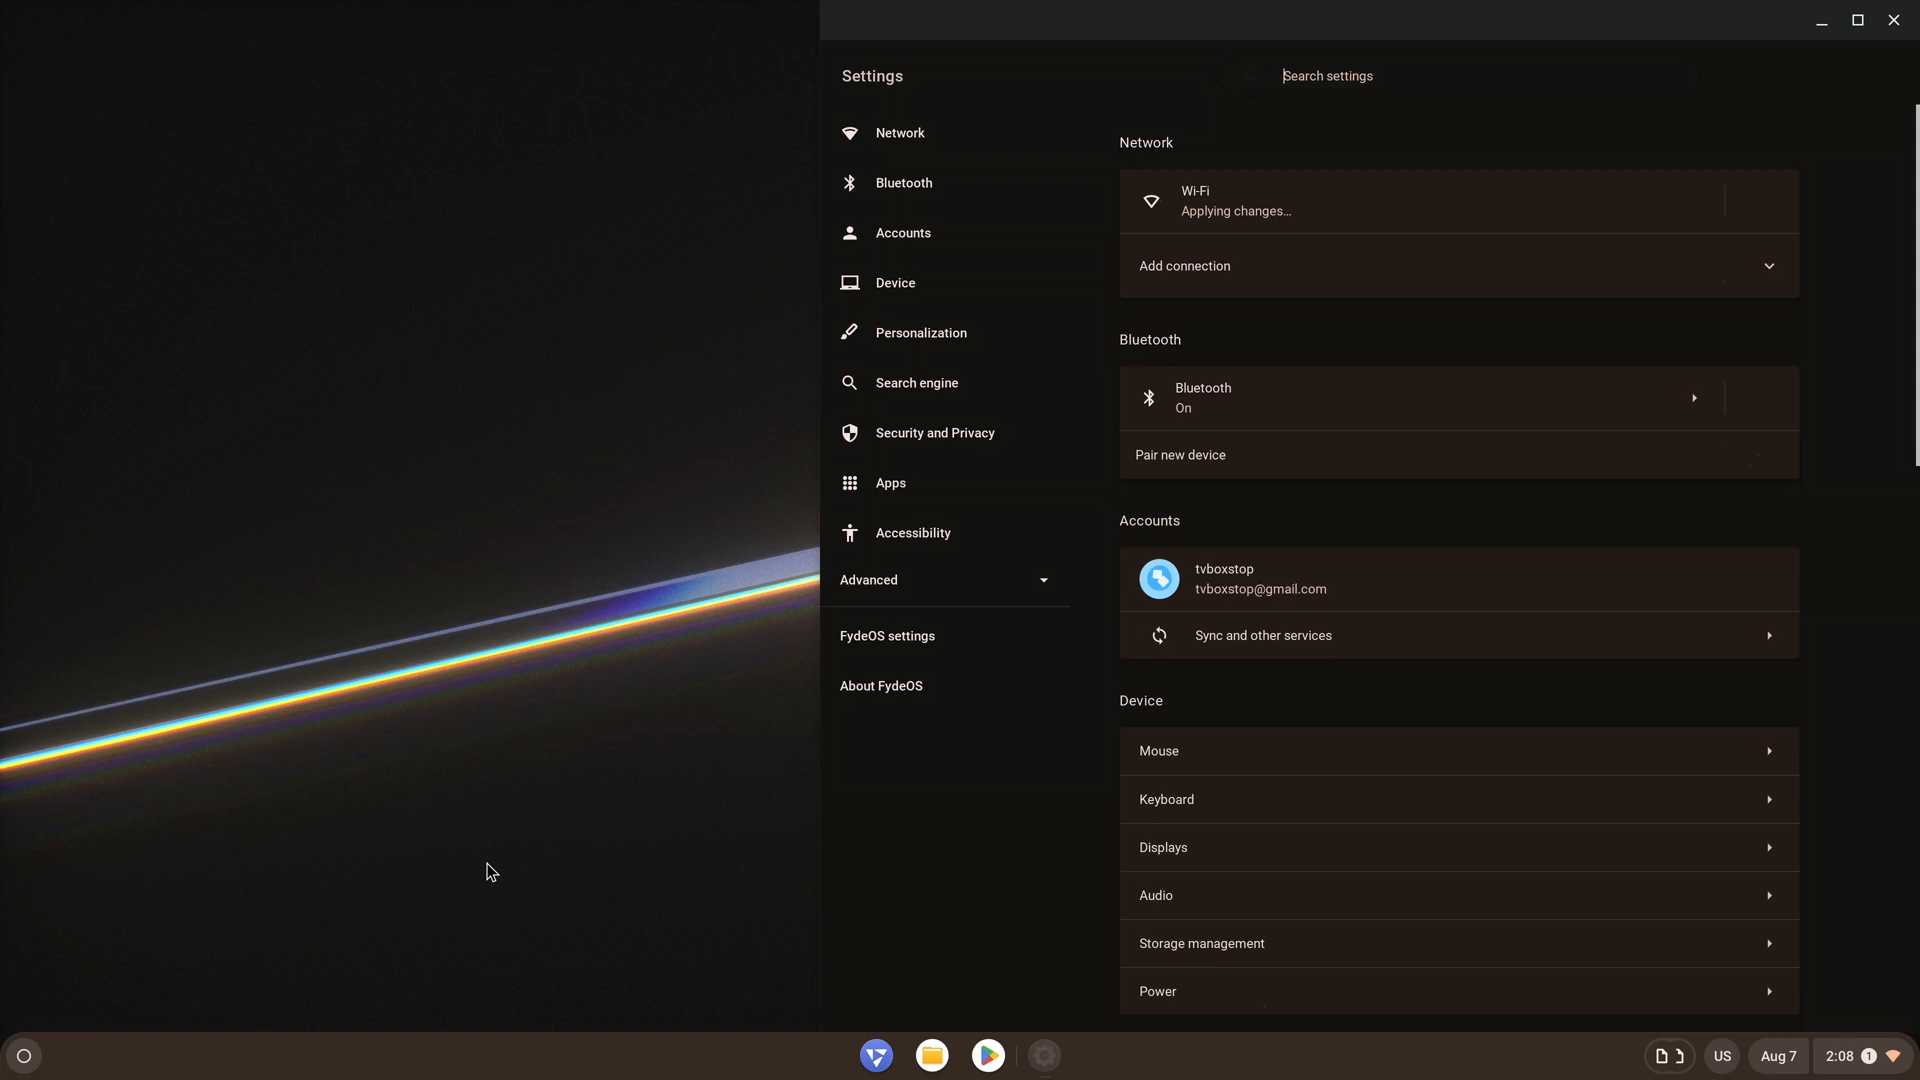 Settings
Search settings
Network
Bluetooth
Accounts
Device
Personalization
Search engine
Security and Privacy
Apps
Accessibility
Advanced
FydeOS settings
About FydeOS
Network
Wi-Fi
Applying changes...
Add connection
Bluetooth
Bluetooth
On
Pair new device
Accounts
tvboxstop
tvboxstop@gmail.com
Sync and other services
Device
Mouse
Keyboard
Displays
Audio
Storage management
Power
US
Aug 7
2:08
1